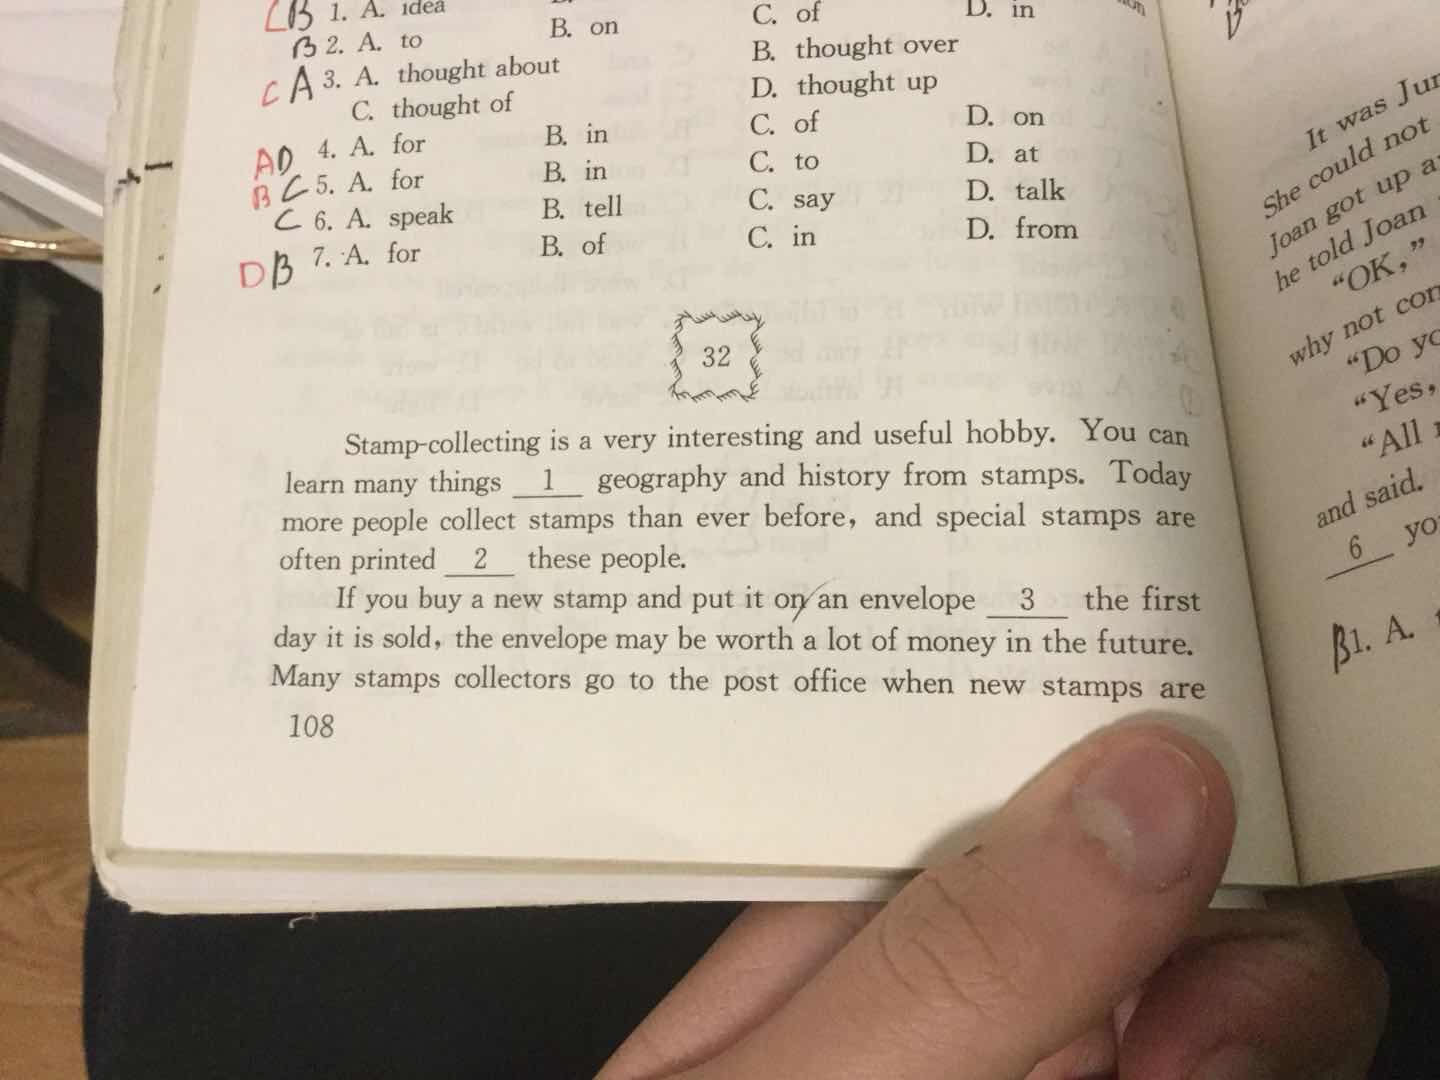 CB 1. A. idea
B 2. A. to B. on C. of D. in
C A 3. A. thought about B. thought over
C. thought of D. thought up
A D 4. A. for B. in C. of D. on
B C 5. A. for B. in C. to D. at
C 6. A. speak B. tell C. say D. talk
D B 7. A. for B. of C. in D. from
32
Stamp-collecting is a very interesting and useful hobby. You can
learn many things 1 geography and history from stamps. Today
more people collect stamps than ever before, and special stamps are
often printed 2 these people.
If you buy a new stamp and put it on/an envelope 3 the first
day it is sold, the envelope may be worth a lot of money in the future.
Many stamps collectors go to the post office when new stamps are
108
It was
She could not
Joan got up
he told Joan
“OK,”
why not
“Do
“Yes,
“All
and said.
6
B 1. A.